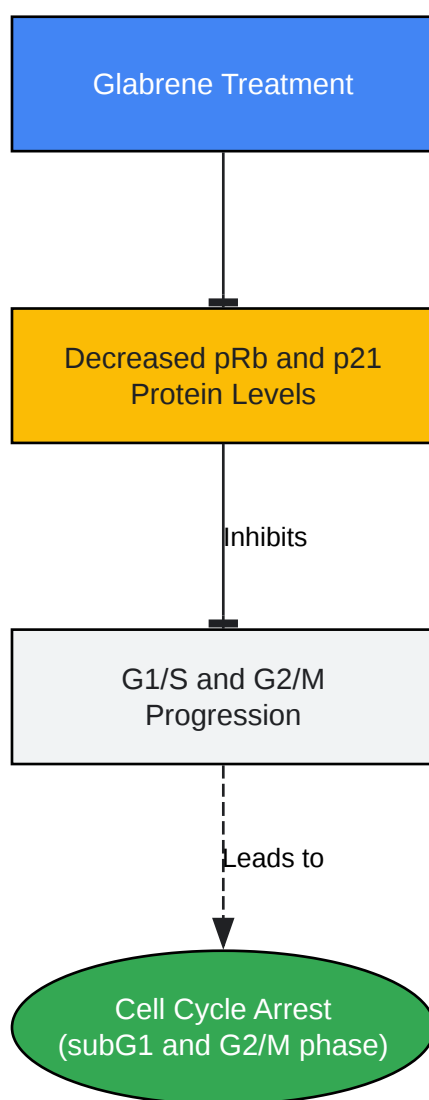 Glabrene Treatment
Decreased pRb and p21
Protein Levels
Inhibits
G1/S and G2/M
Progression
Leads to
Cell Cycle Arrest
(subG1 and G2/M phase)